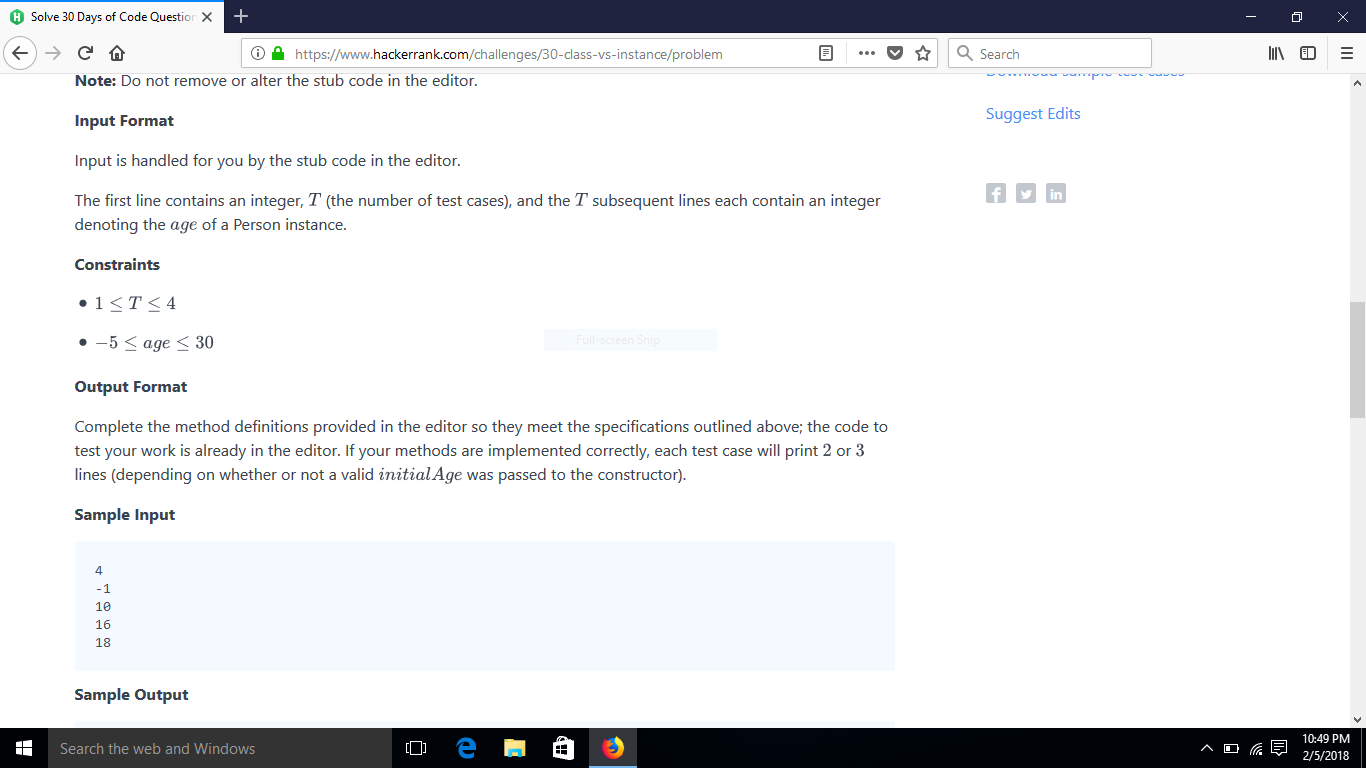 Solve 30 Days of Code Question
https://www.hackerrank.com/challenges/30-class-vs-instance/problem
Search
Note: Do not remove or alter the stub code in the editor.
Download sample test cases
Input Format
Suggest Edits
Input is handled for you by the stub code in the editor.
The first line contains an integer, T (the number of test cases), and the T subsequent lines each contain an integer
denoting the age of a Person instance.
Constraints
• 1 ≤ T ≤ 4
• −5 ≤ age ≤ 30
Full-screen Snip
Output Format
Complete the method definitions provided in the editor so they meet the specifications outlined above; the code to
test your work is already in the editor. If your methods are implemented correctly, each test case will print 2 or 3
lines (depending on whether or not a valid initialAge was passed to the constructor).
Sample Input
4
-1
10
16
18
Sample Output
Search the web and Windows
10:49 PM
2/5/2018